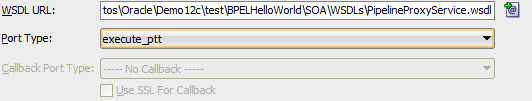 WSDL URL: tos\Oracle\Demo12c\test\BPELHelloWorld\SOA\WSDLs\PipelineProxyService.wsdl
Port Type: execute_ptt
Callback Port Type: ----- No Callback -----
Use SSL For Callback